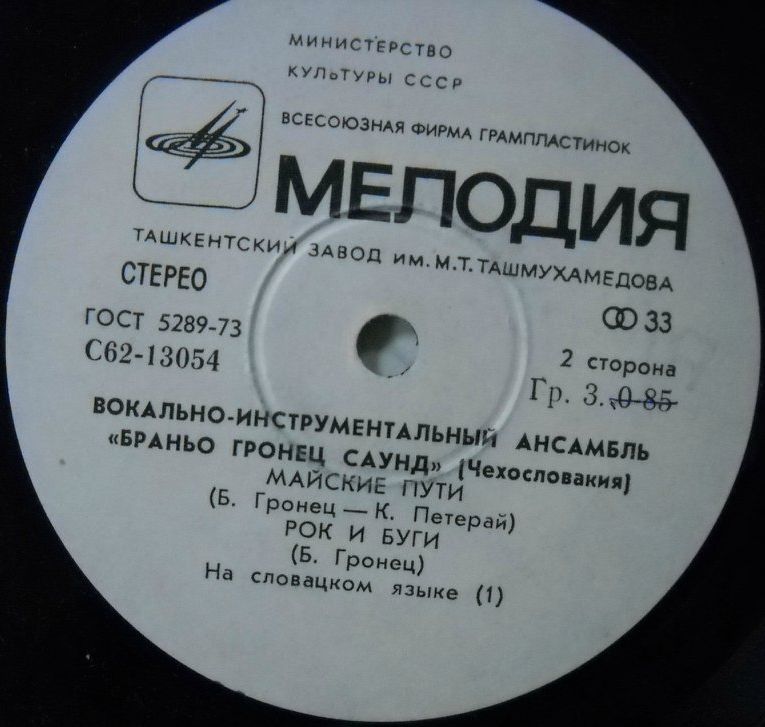 МИНИСТЕРСТВО
КУЛЬТУРЫ СССР
ВСЕСОЮЗНАЯ ФИРМА ГРАМПЛАСТИНОК
МЕЛОДИЯ
ТАШКЕНТСКИЙ ЗАВОД ИМ. М.Т. ТАШМУХАМЕДОВА
СТЕРЕО
33
ГОСТ 5289-73
2 сторона
С62-13054
Гр. 3. 0-85
ВОКАЛЬНО-ИНСТРУМЕНТАЛЬНЫЙ АНСАМБЛЬ
«БРАНЬО ГРОНЕЦ САУНД» (Чехословакия)
МАЙСКИЕ ПУТИ
(Б. Гронец — К. Петерай)
РОК И БУГИ
(Б. Гронец)
На словацком языке (1)